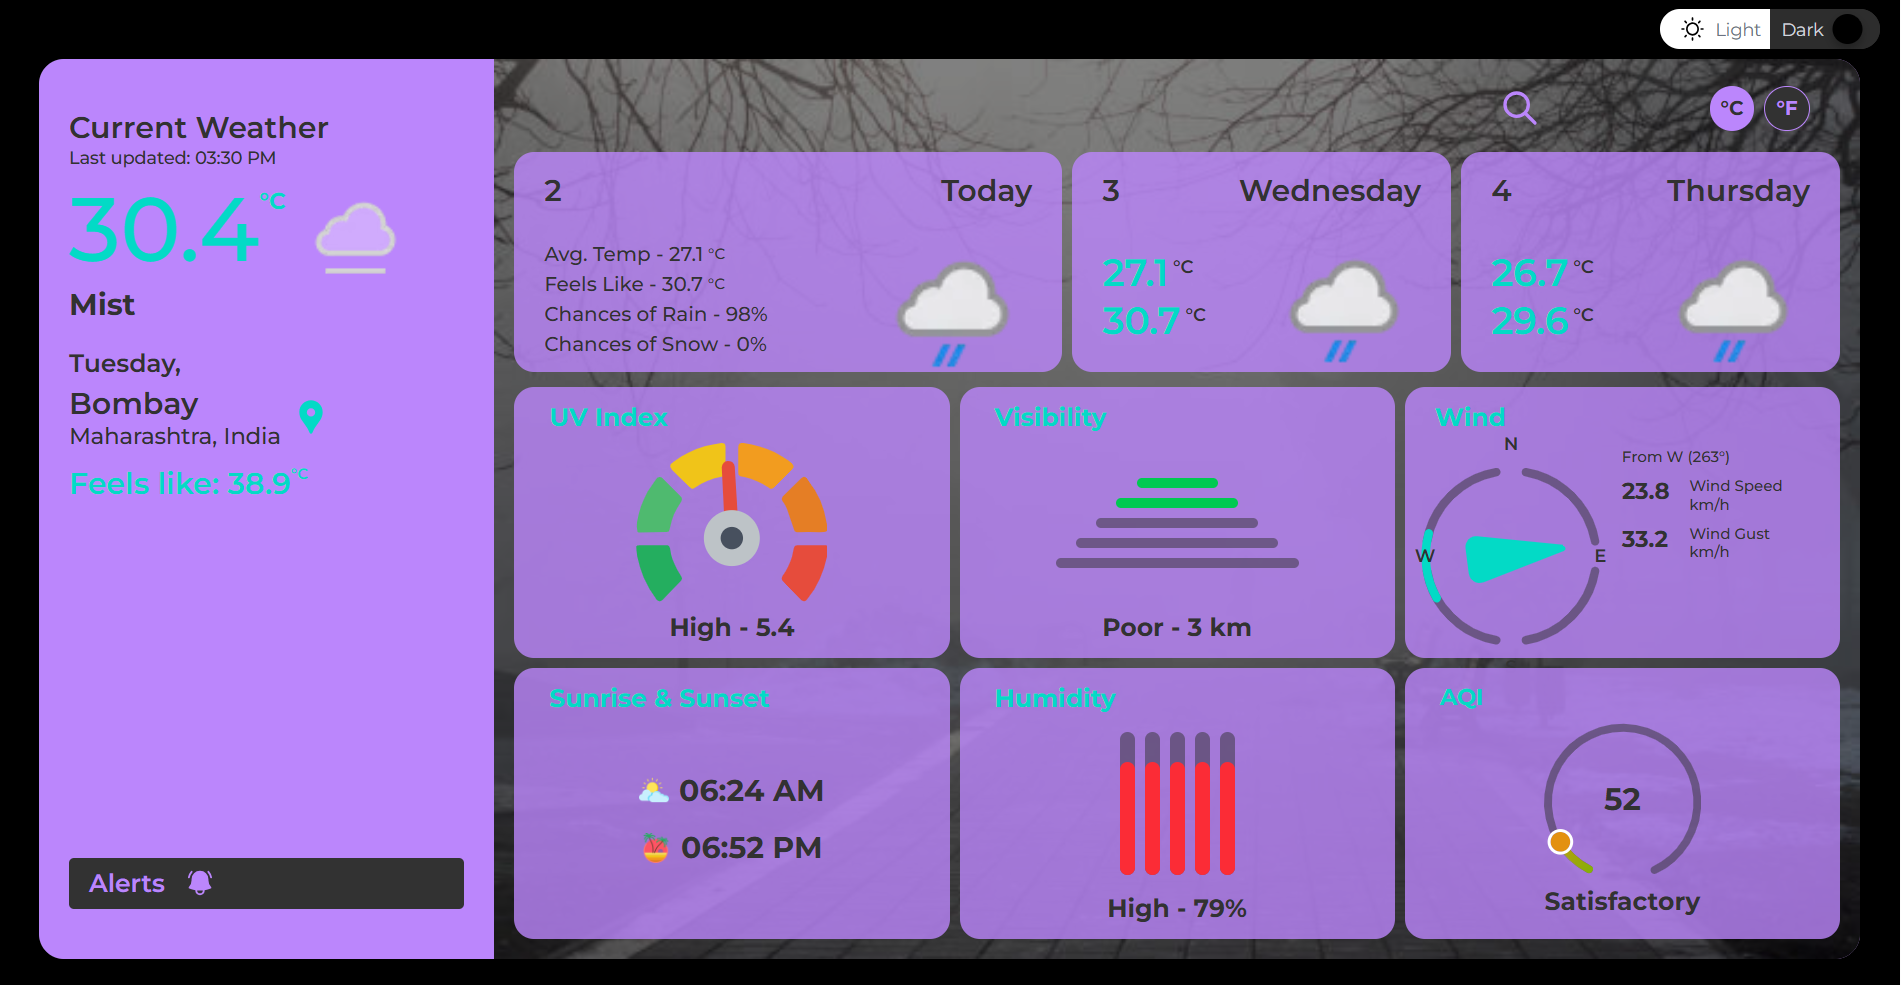 Light Dark
Current Weather
Last updated: 03:30 PM
30.4 °C
Mist
Tuesday,
Bombay
Maharashtra, India
Feels like: 38.9°C
Alerts
°C °F
2 Today
Avg. Temp - 27.1 °C
Feels Like - 30.7 °C
Chances of Rain - 98%
Chances of Snow - 0%
3 Wednesday
27.1 °C
30.7 °C
4 Thursday
26.7 °C
29.6 °C
UV Index
High - 5.4
Visibility
Poor - 3 km
Wind
N
W E
From W (263°)
23.8 Wind Speed
km/h
33.2 Wind Gust
km/h
Sunrise & Sunset
06:24 AM
06:52 PM
Humidity
High - 79%
AQI
52
Satisfactory